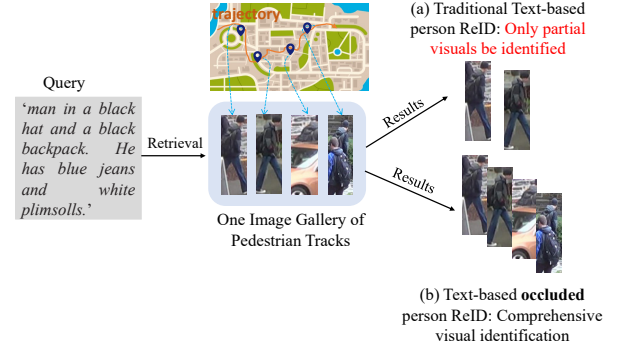 trajectory
(a) Traditional Text-based
person ReID: Only partial
visuals be identified
Query
'man in a black
hat and a black
backpack. He
has blue jeans
and white
plimsolls.'
Retrieval
Results
Results
One Image Gallery of
Pedestrian Tracks
(b) Text-based occluded
person ReID: Comprehensive
visual identification